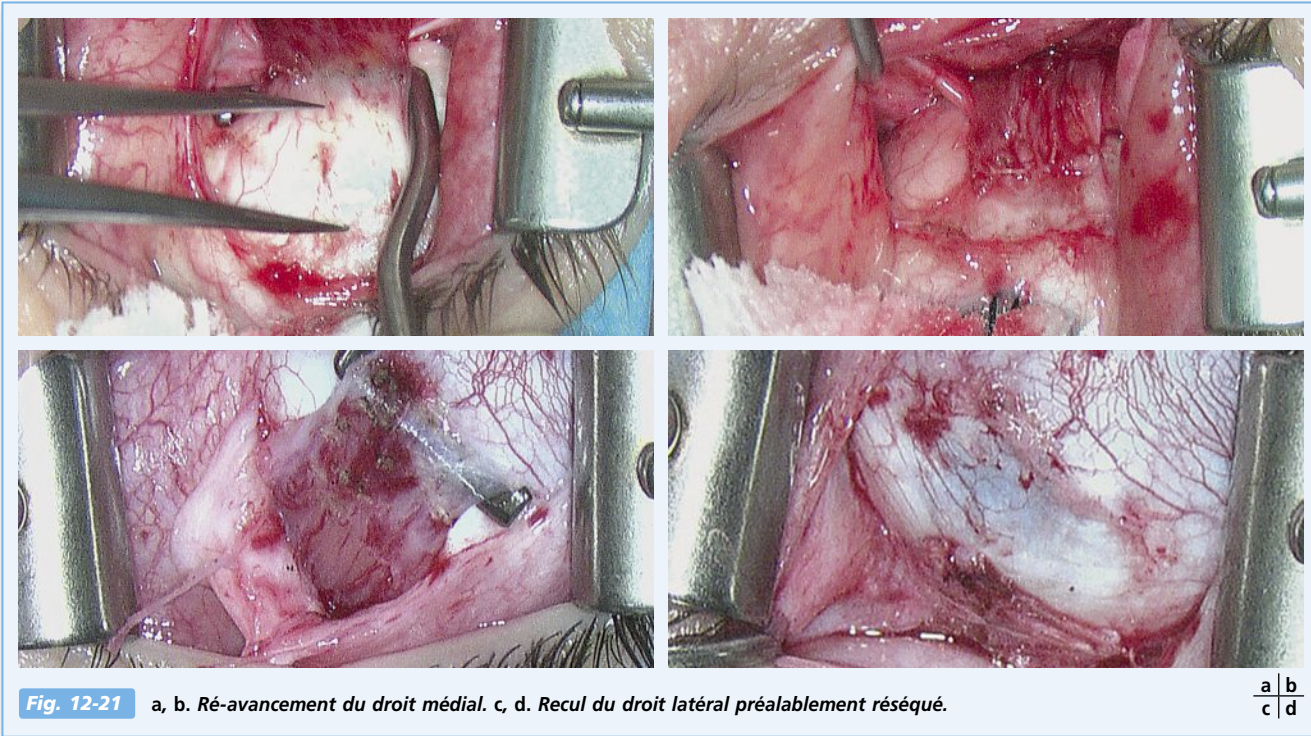 Fig. 12-21 a, b. Ré-avancement du droit médial. c, d. Recul du droit latéral préalablement réséqué.
a b
c d